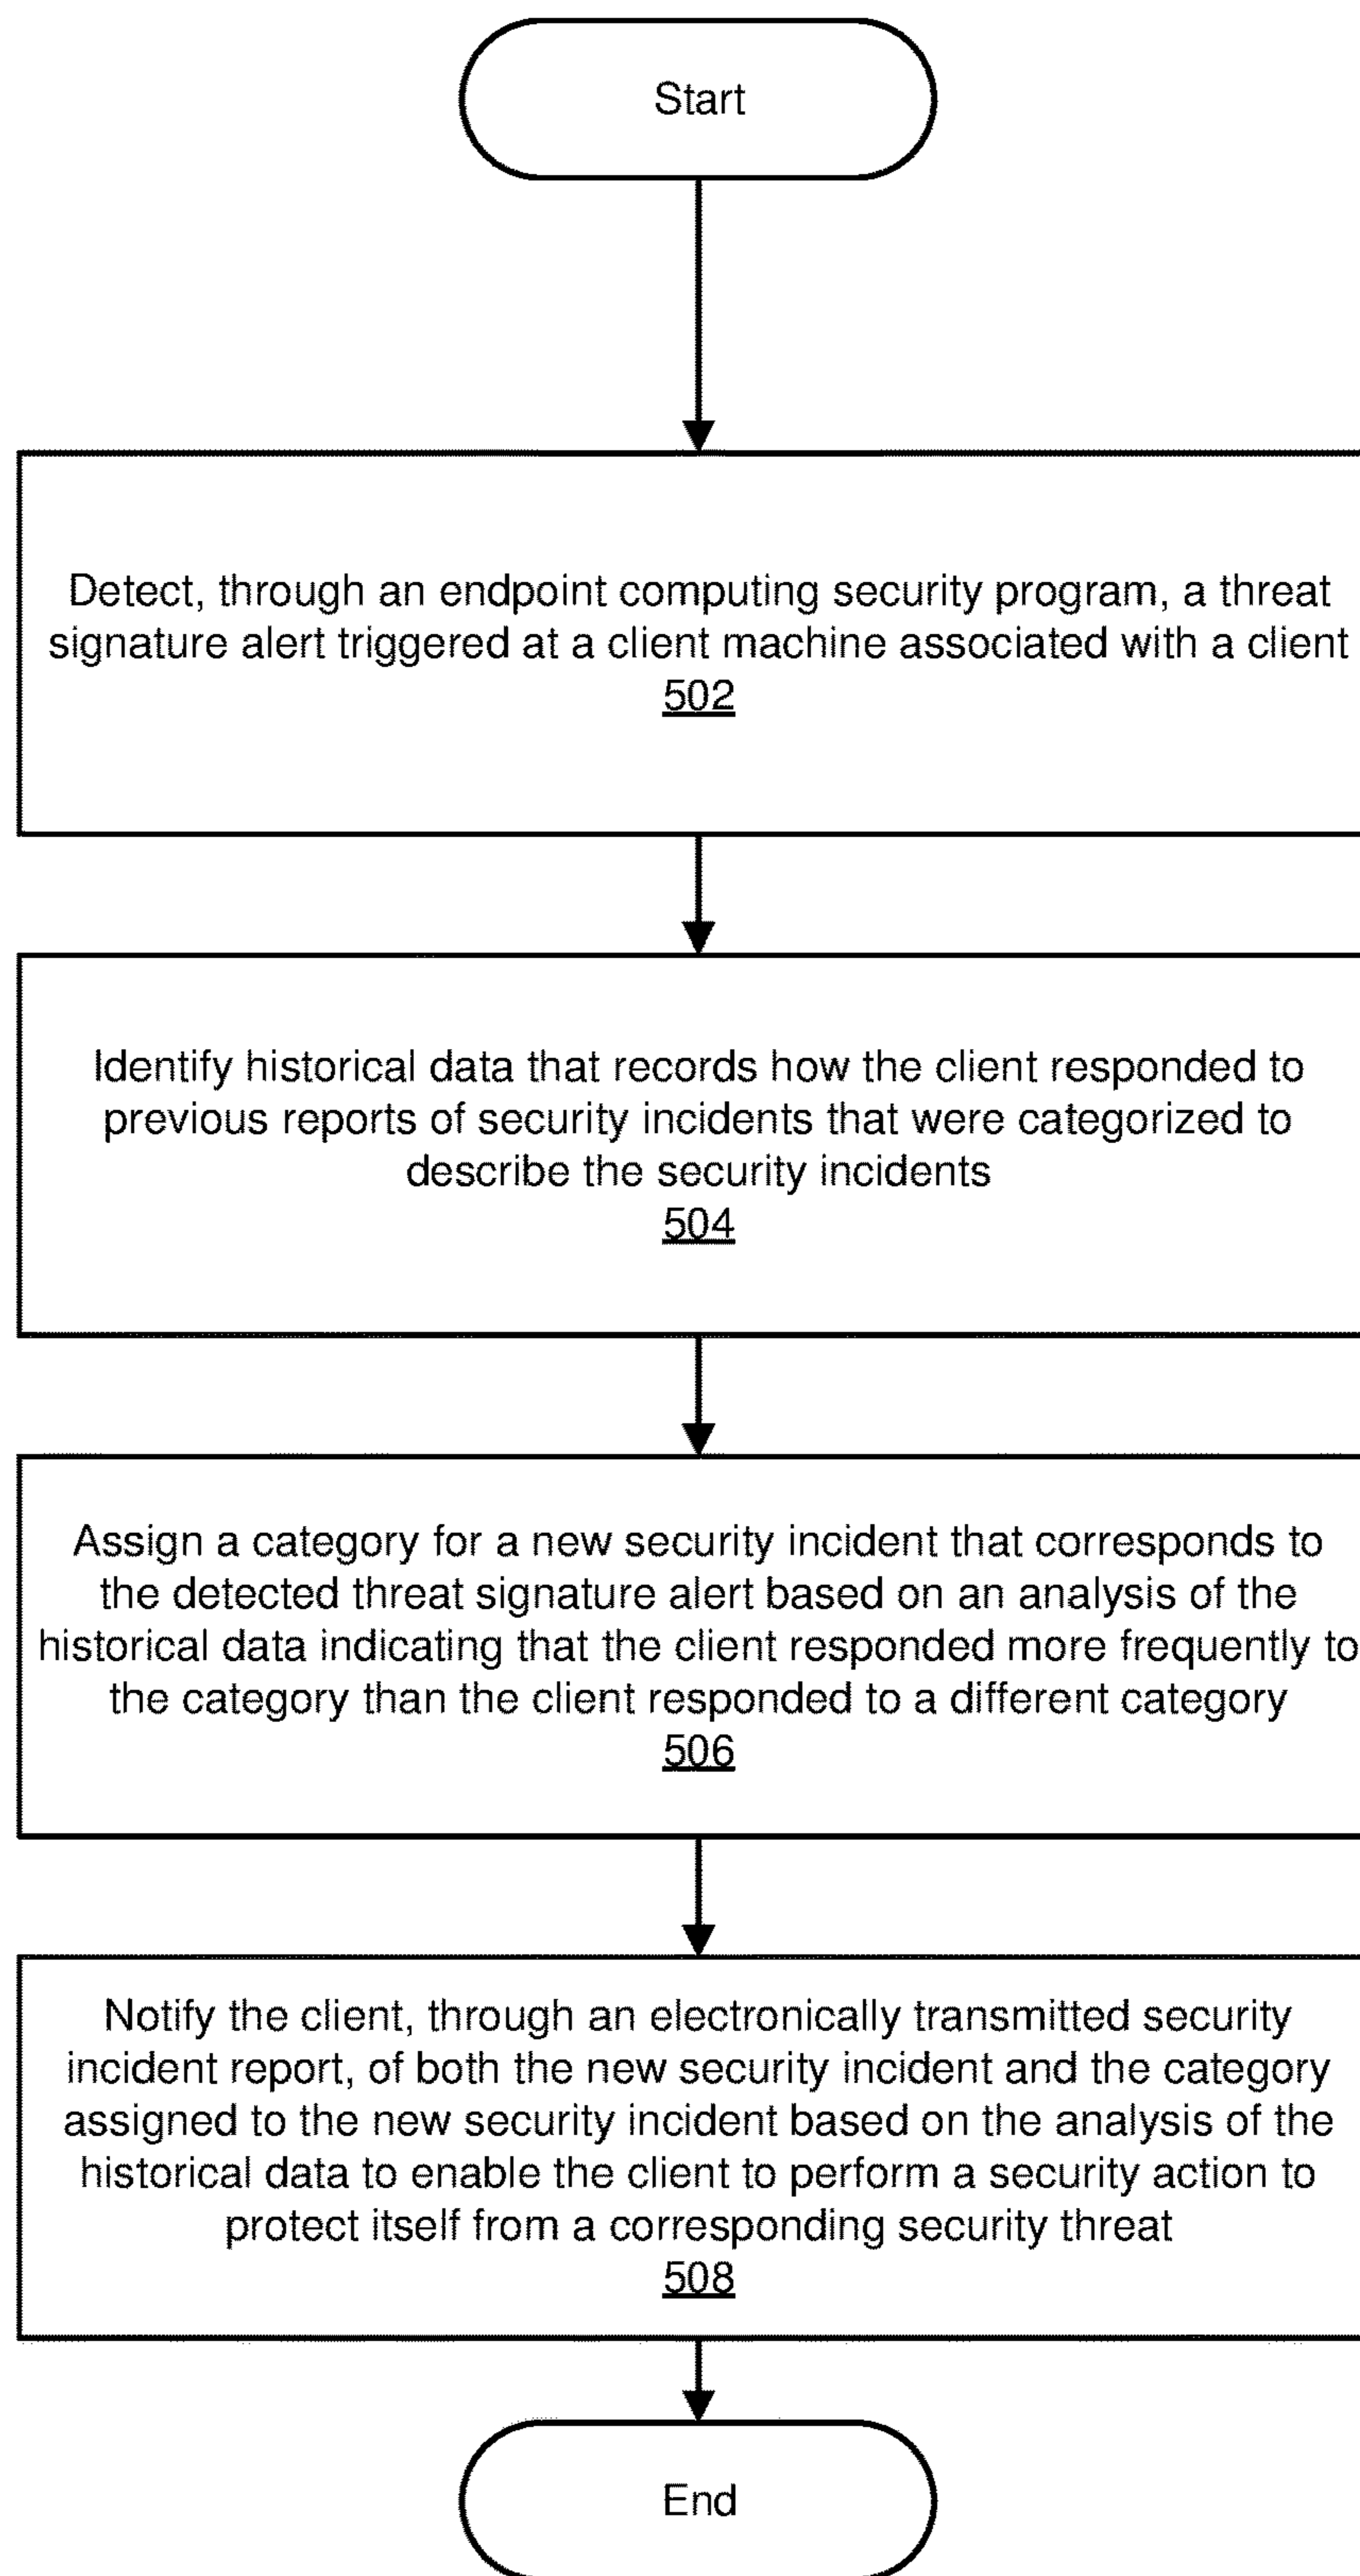 Start
Detect, through an endpoint computing security program, a threat
signature alert triggered at a client machine associated with a client
502
Identify historical data that records how the client responded to
previous reports of security incidents that were categorized to
describe the security incidents
504
Assign a category for a new security incident that corresponds to
the detected threat signature alert based on an analysis of the
historical data indicating that the client responded more frequently to
the category than the client responded to a different category
506
Notify the client, through an electronically transmitted security
incident report, of both the new security incident and the category
assigned to the new security incident based on the analysis of the
historical data to enable the client to perform a security action to
protect itself from a corresponding security threat
508
End